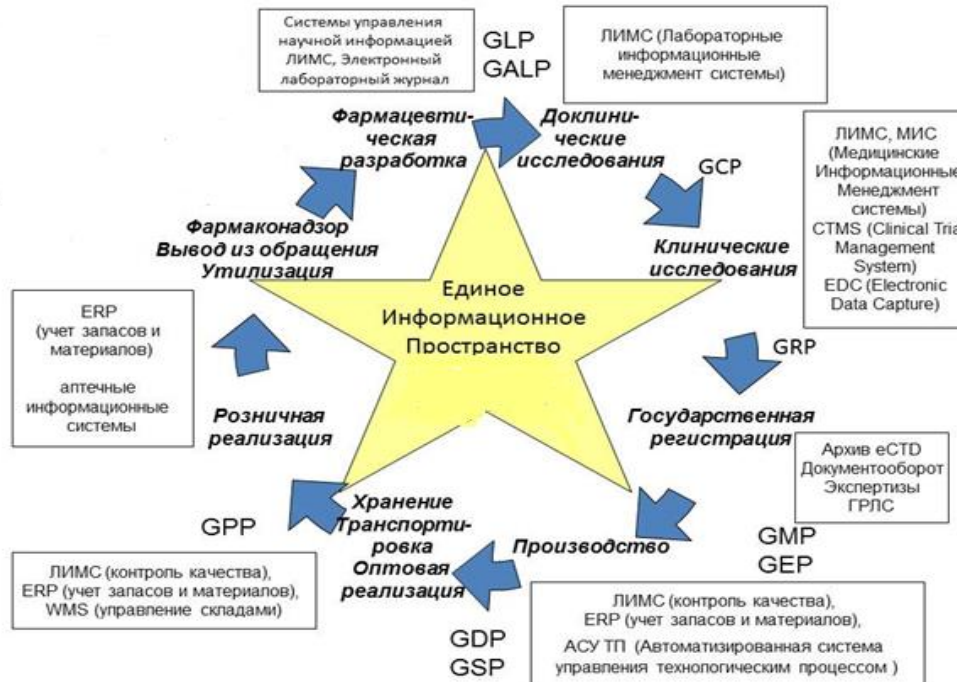 Системы управления
научной информацией
ЛИМС, Электронный
лабораторный журнал
GLP
GALP
ЛИМС (Лабораторные
информационные
менеджмент системы)
Фармацевти-
ческая
разработка
Доклини-
ческие
исследования
GCP
ЛИМС, МИС
(Медицинские
Информационные
Менеджмент
системы)
CTMS (Clinical Trial
Management
System)
EDC (Electronic
Data Capture)
Фармаконадзор
Вывод из обращения
Утилизация
Клинические
исследования
Единое
Информационное
Пространство
ERP
(учет запасов и
материалов)
аптечные
информационные
системы
GRP
Розничная
реализация
Государственная
регистрация
Архив eCTD
Документооборот
Экспертизы
ГРЛС
GPP
Хранение
Транспорти-
ровка
Оптовая
реализация
Производство
GMP
GEP
ЛИМС (контроль качества),
ERP (учет запасов и материалов),
WMS (управление складами)
GDP
GSP
ЛИМС (контроль качества),
ERP (учет запасов и материалов),
АСУ ТП (Автоматизированная система
управления технологическим процессом )